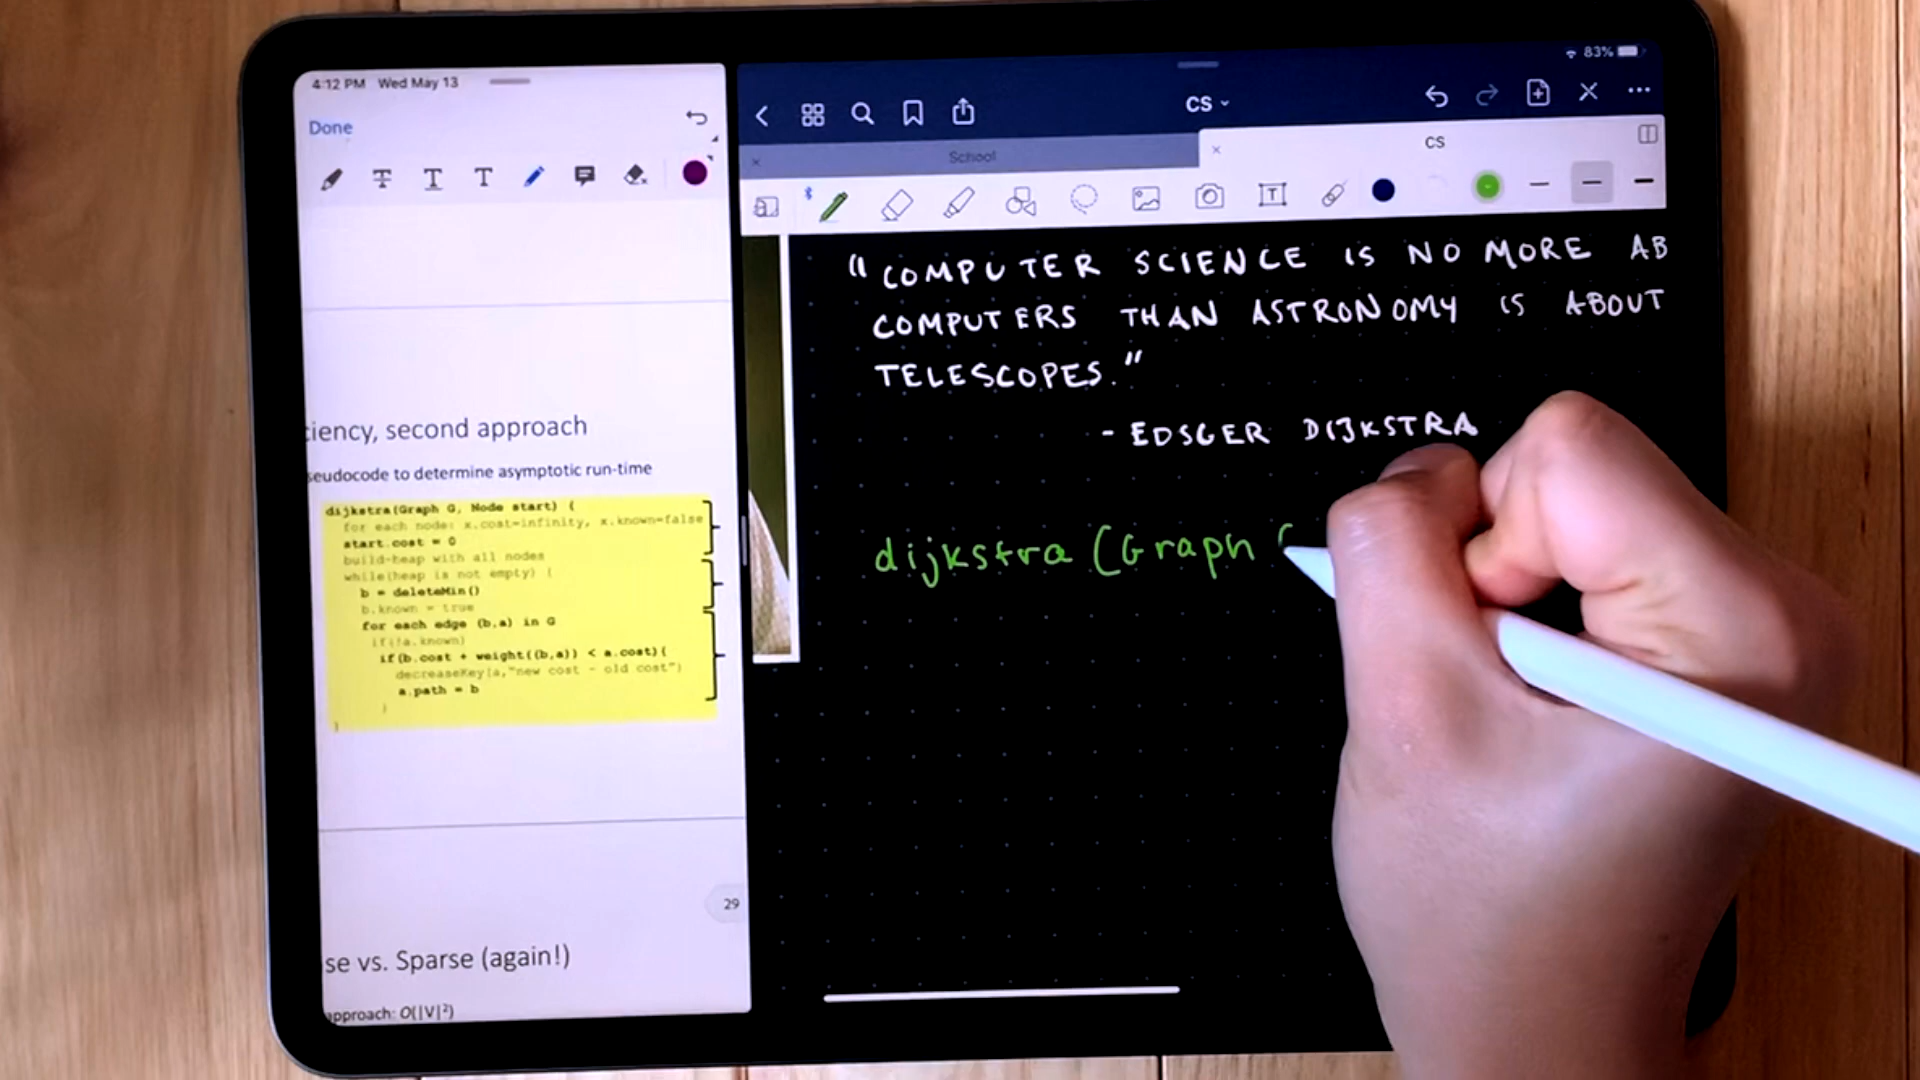 4:12 PM Wed May 13
Done
ciency, second approach
seudocode to determine asymptotic run-time
dijkstra(Graph G, Node start) {
for each node: x.cost=infinity, x.known=false
start.cost = 0
build-heap with all nodes
while(heap is not empty) {
b = deleteMin()
b.known = true
for each edge (b,a) in G
if(!a.known)
if(b.cost + weight((b,a)) < a.cost){
decreaseKey(a,"new cost - old cost")
a.path = b
}
}
29
se vs. Sparse (again!)
approach: O(|V|²)
83%
CS
School
CS
"COMPUTER SCIENCE IS NO MORE AB
COMPUTERS THAN ASTRONOMY IS ABOUT
TELESCOPES."
- EDSGER DIJKSTRA
dijkstra (Graph